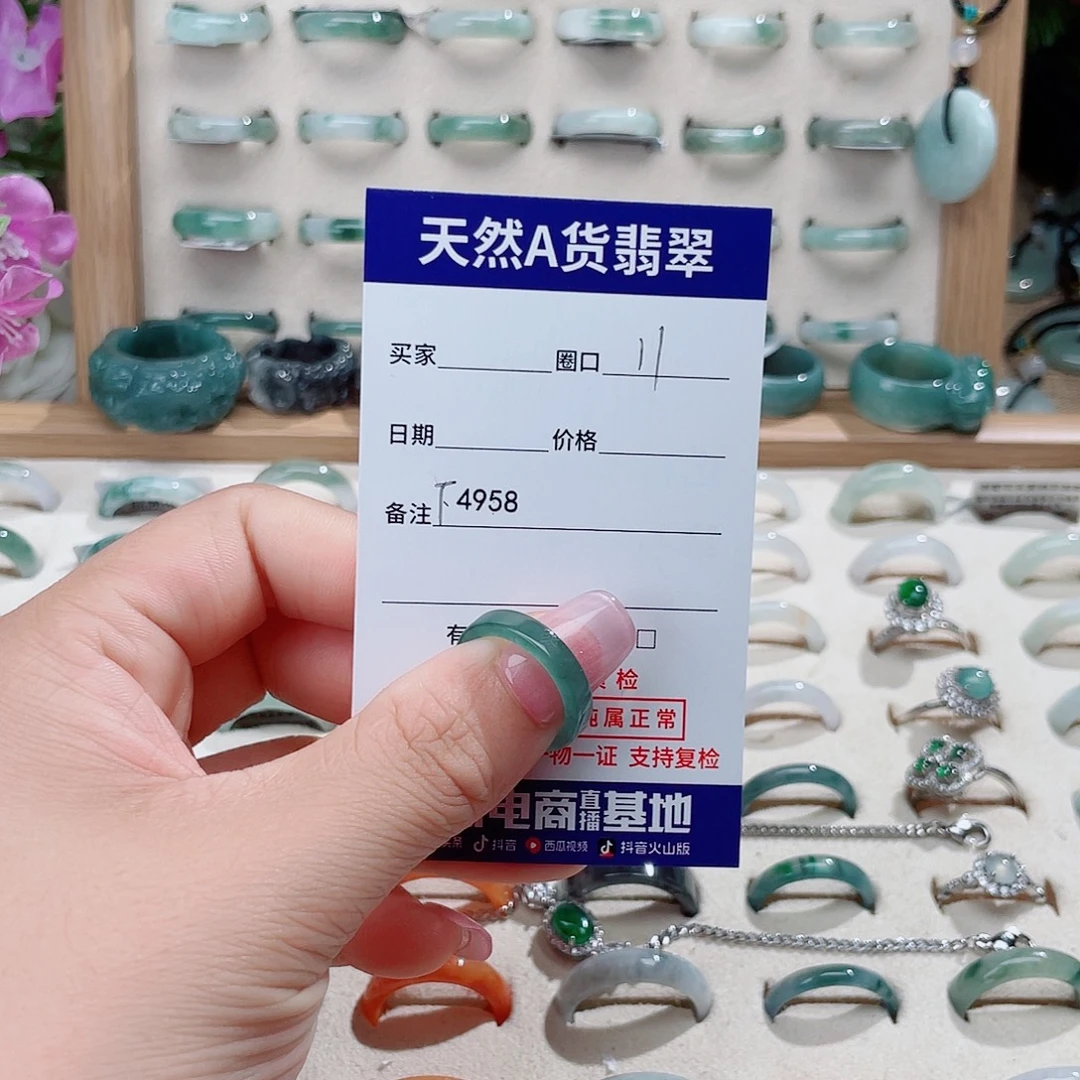 天然A货翡翠
买家 圈口 11
日期 价格
备注 T 4958
有 □
检
属正常
物一证 支持复检
电商直播基地
抖音 西瓜视频 抖音火山版